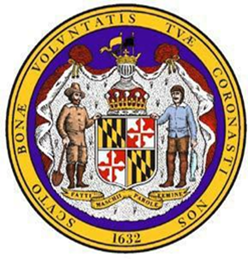 SCVTO BONÆ VOLVNTATIS TVÆ CORONASTI NOS
FATTI MASCHII PAROLE FEMINE
1632